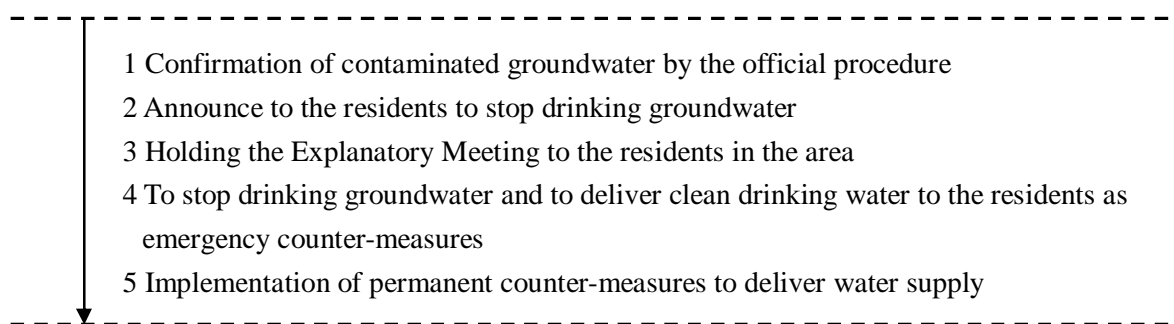 1 Confirmation of contaminated groundwater by the official procedure
2 Announce to the residents to stop drinking groundwater
3 Holding the Explanatory Meeting to the residents in the area
4 To stop drinking groundwater and to deliver clean drinking water to the residents as
emergency counter-measures
5 Implementation of permanent counter-measures to deliver water supply